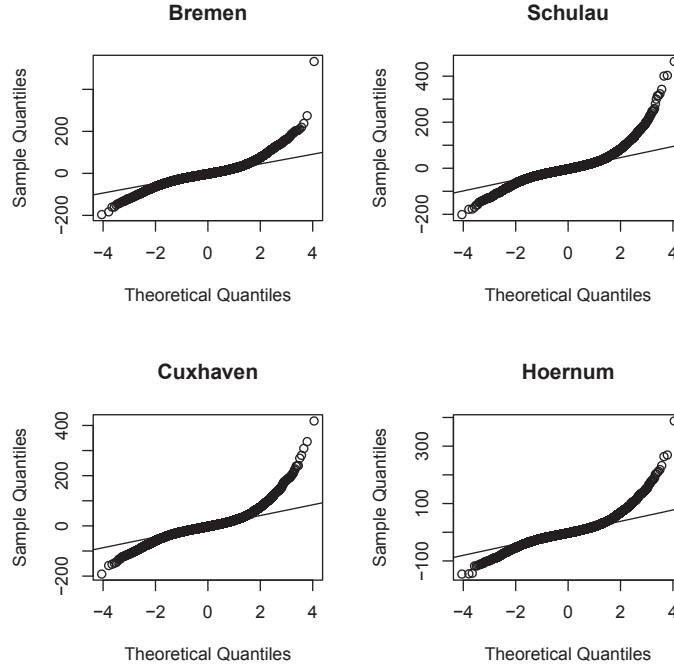 Bremen
Sample Quantiles
−200 0 200
−4 −2 0 2 4
Theoretical Quantiles
Schulau
Sample Quantiles
−200 0 200 400
−4 −2 0 2 4
Theoretical Quantiles
Cuxhaven
Sample Quantiles
−200 0 200 400
−4 −2 0 2 4
Theoretical Quantiles
Hoernum
Sample Quantiles
−100 100 300
−4 −2 0 2 4
Theoretical Quantiles